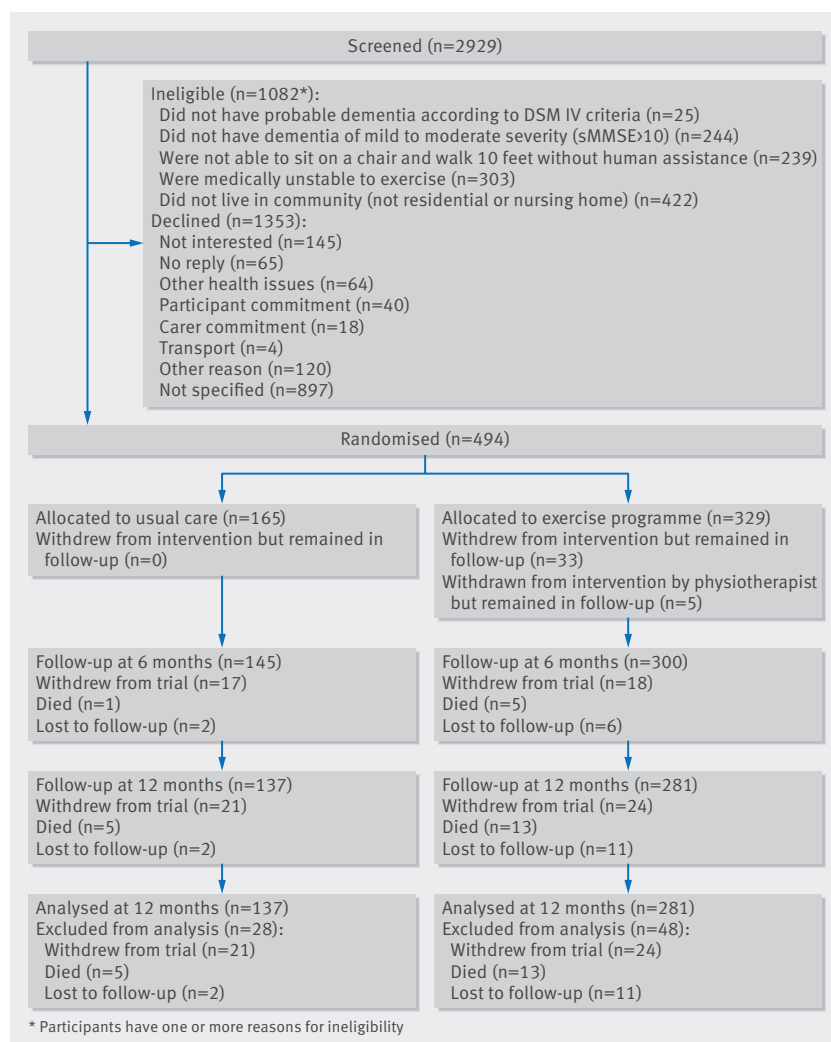 Screened (n=2929)
Ineligible (n=1082*):
Did not have probable dementia according to DSM IV criteria (n=25)
Did not have dementia of mild to moderate severity (sMMSE>10) (n=244)
Were not able to sit on a chair and walk 10 feet without human assistance (n=239)
Were medically unstable to exercise (n=303)
Did not live in community (not residential or nursing home) (n=422)
Declined (n=1353):
Not interested (n=145)
No reply (n=65)
Other health issues (n=64)
Participant commitment (n=40)
Carer commitment (n=18)
Transport (n=4)
Other reason (n=120)
Not specified (n=897)
Randomised (n=494)
Allocated to usual care (n=165)
Withdrew from intervention but remained in
follow-up (n=0)
Allocated to exercise programme (n=329)
Withdrew from intervention but remained in
follow-up (n=33)
Withdrawn from intervention by physiotherapist
but remained in follow-up (n=5)
Follow-up at 6 months (n=145)
Withdrew from trial (n=17)
Died (n=1)
Lost to follow-up (n=2)
Follow-up at 6 months (n=300)
Withdrew from trial (n=18)
Died (n=5)
Lost to follow-up (n=6)
Follow-up at 12 months (n=137)
Withdrew from trial (n=21)
Died (n=5)
Lost to follow-up (n=2)
Follow-up at 12 months (n=281)
Withdrew from trial (n=24)
Died (n=13)
Lost to follow-up (n=11)
Analysed at 12 months (n=137)
Excluded from analysis (n=28):
Withdrew from trial (n=21)
Died (n=5)
Lost to follow-up (n=2)
Analysed at 12 months (n=281)
Excluded from analysis (n=48):
Withdrew from trial (n=24)
Died (n=13)
Lost to follow-up (n=11)
* Participants have one or more reasons for ineligibility